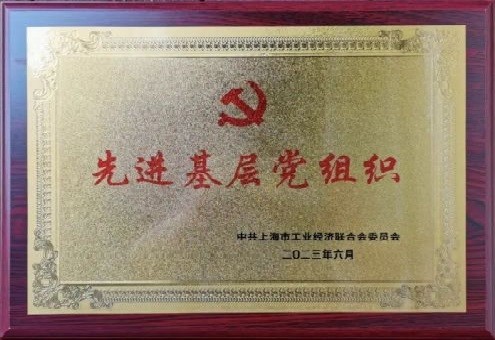 先进基层党组织
中共上海市工业经济联合会委员会
二〇二三年六月